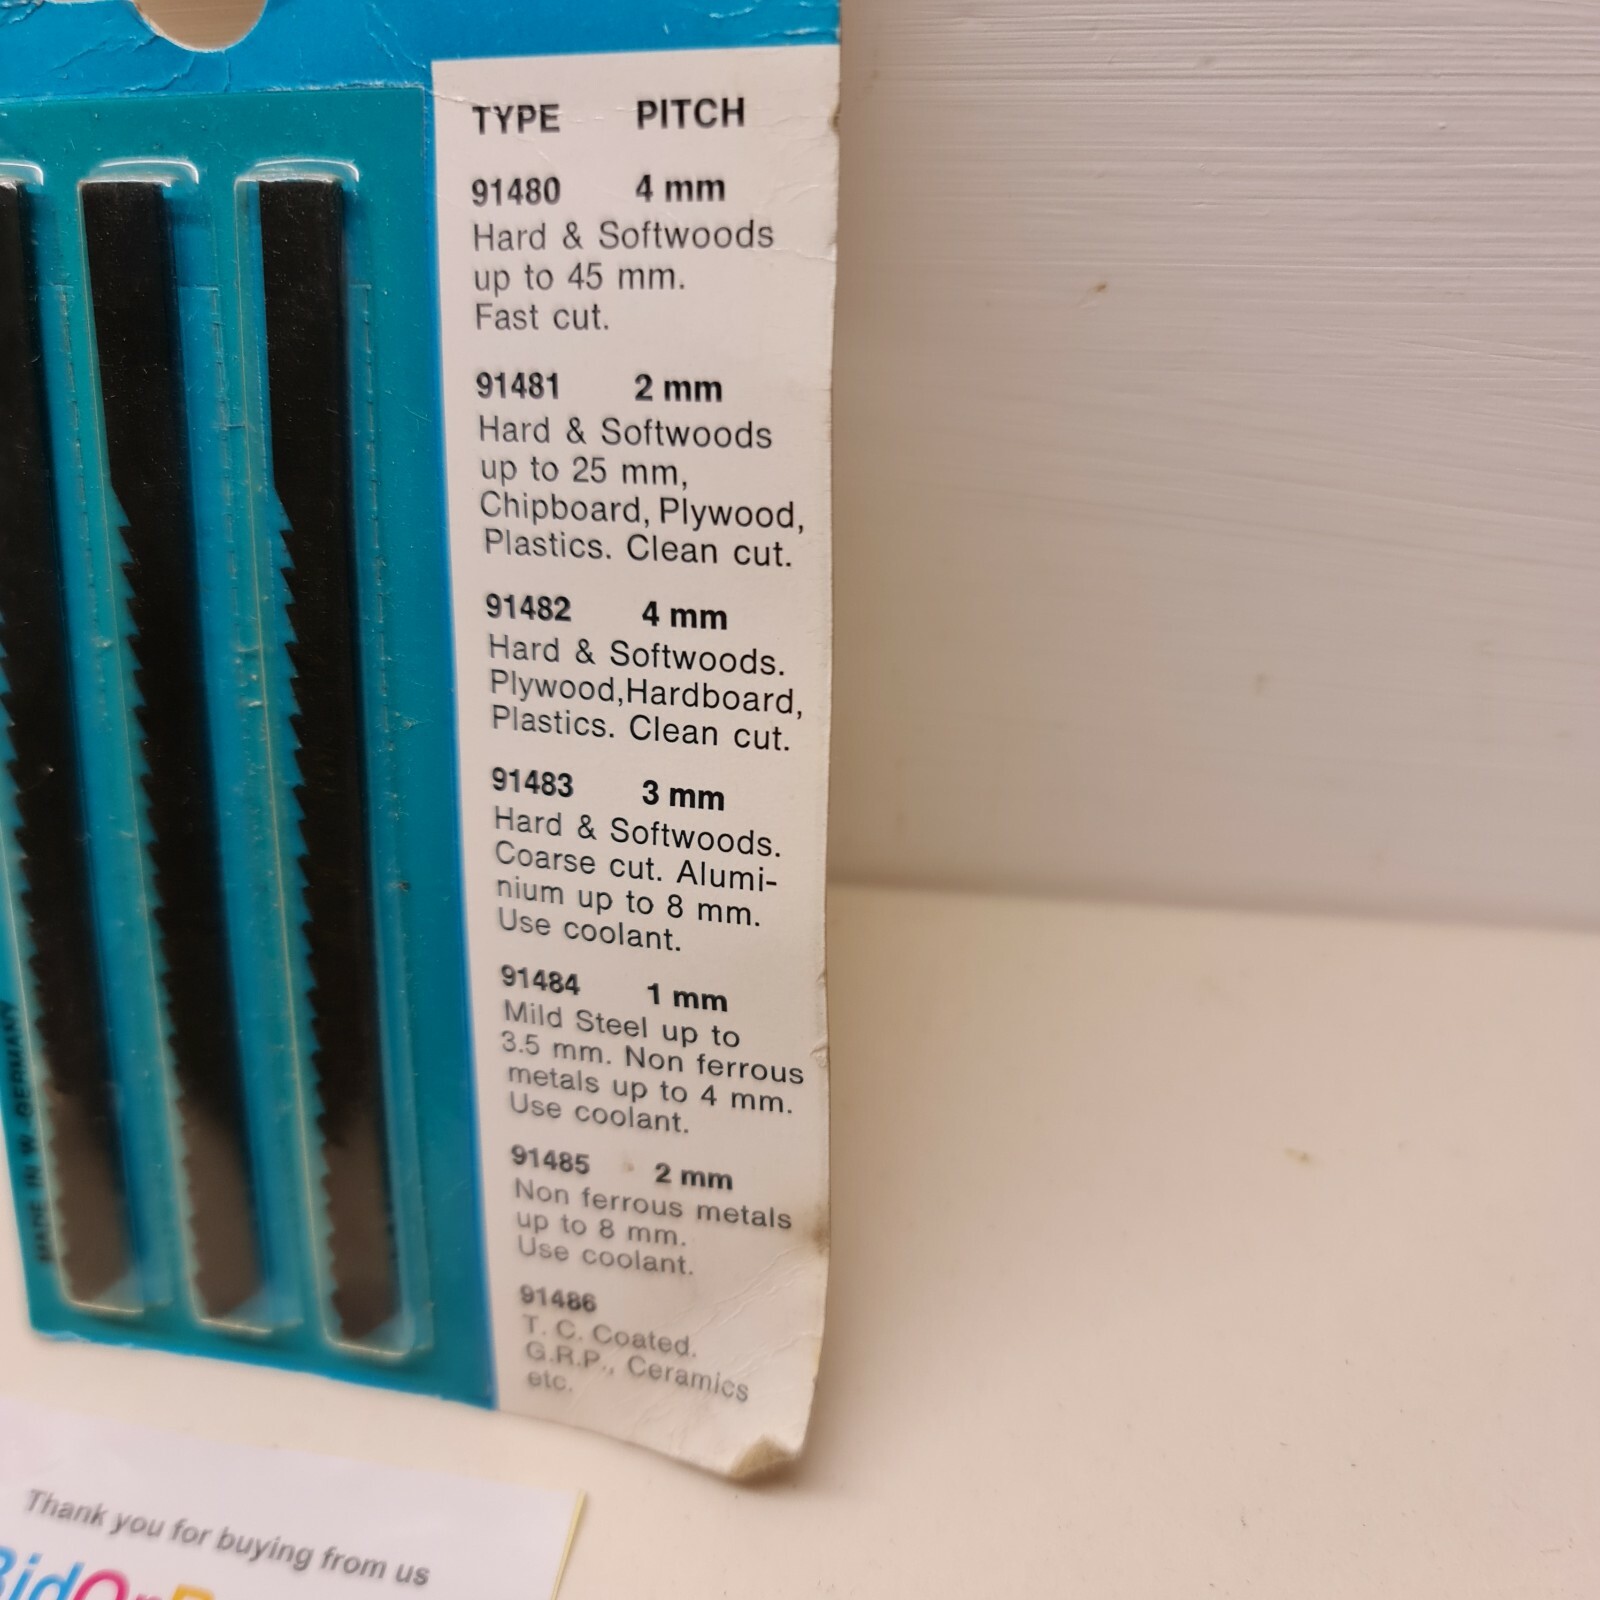 TYPE PITCH
91480 4 mm
Hard & Softwoods
up to 45 mm.
Fast cut.
91481 2 mm
Hard & Softwoods
up to 25 mm,
Chipboard, Plywood,
Plastics. Clean cut.
91482 4 mm
Hard & Softwoods.
Plywood,Hardboard,
Plastics. Clean cut.
91483 3 mm
Hard & Softwoods.
Coarse cut. Alumi-
nium up to 8 mm.
Use coolant.
91484 1 mm
Mild Steel up to
3.5 mm. Non ferrous
metals up to 4 mm.
Use coolant.
91485 2 mm
Non ferrous metals
up to 8 mm.
Use coolant.
91486
T. C. Coated.
G.R.P., Ceramics
etc.
MADE IN W. GERMANY
Thank you for buying from us